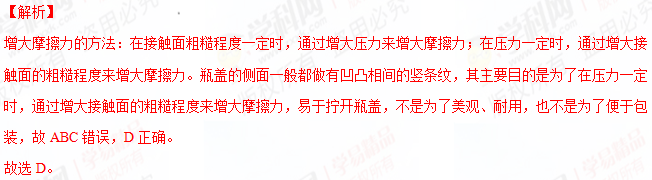 【解析】
增大摩擦力的方法：在接触面粗糙程度一定时，通过增大压力来增大摩擦力；在压力一定时，通过增大接
触面的粗糙程度来增大摩擦力。瓶盖的侧面一般都做有凹凸相间的竖条纹，其主要目的是为了在压力一定
时，通过增大接触面的粗糙程度来增大摩擦力，易于拧开瓶盖，不是为了美观、耐用，也不是为了便于包
装，故 ABC 错误，D 正确。
故选 D。